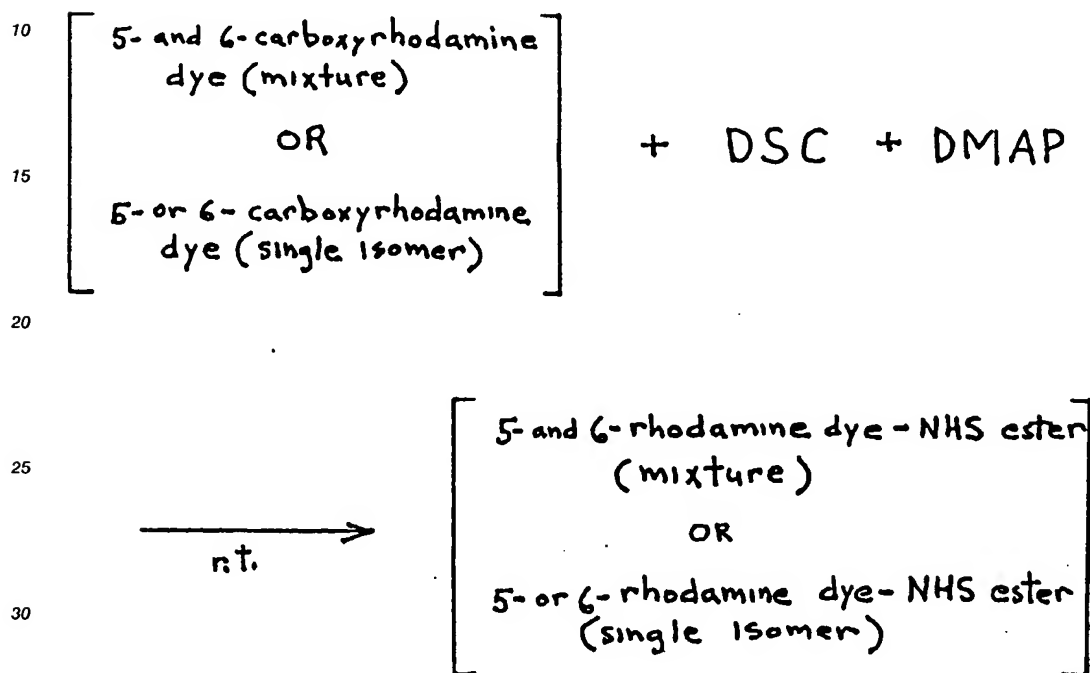 10
5- and 6-carboxyrhodamine
dye (mixture)
OR
15
5- or 6-carboxyrhodamine
dye (single isomer)
+ DSC + DMAP
20
r.t.
25
5- and 6-rhodamine dye-NHS ester
(mixture)
OR
30
5- or 6-rhodamine dye-NHS ester
(single isomer)